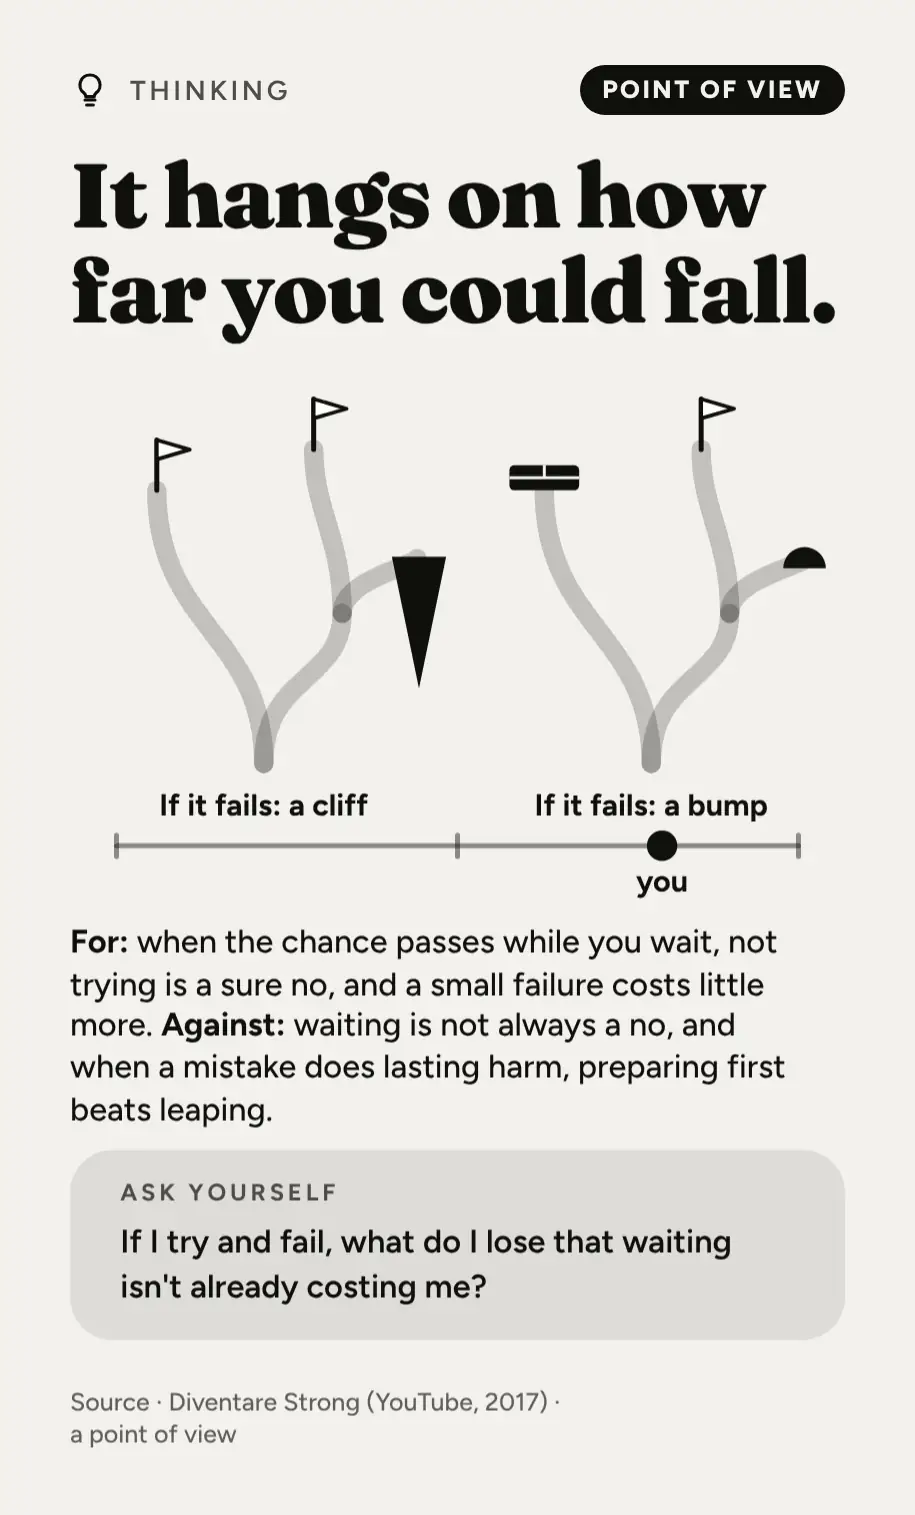 THINKING
POINT OF VIEW
It hangs on how
far you could fall.
If it fails: a cliff
If it fails: a bump
you
For: when the chance passes while you wait, not
trying is a sure no, and a small failure costs little
more. Against: waiting is not always a no, and
when a mistake does lasting harm, preparing first
beats leaping.
ASK YOURSELF
If I try and fail, what do I lose that waiting
isn't already costing me?
Source · Diventare Strong (YouTube, 2017) ·
a point of view